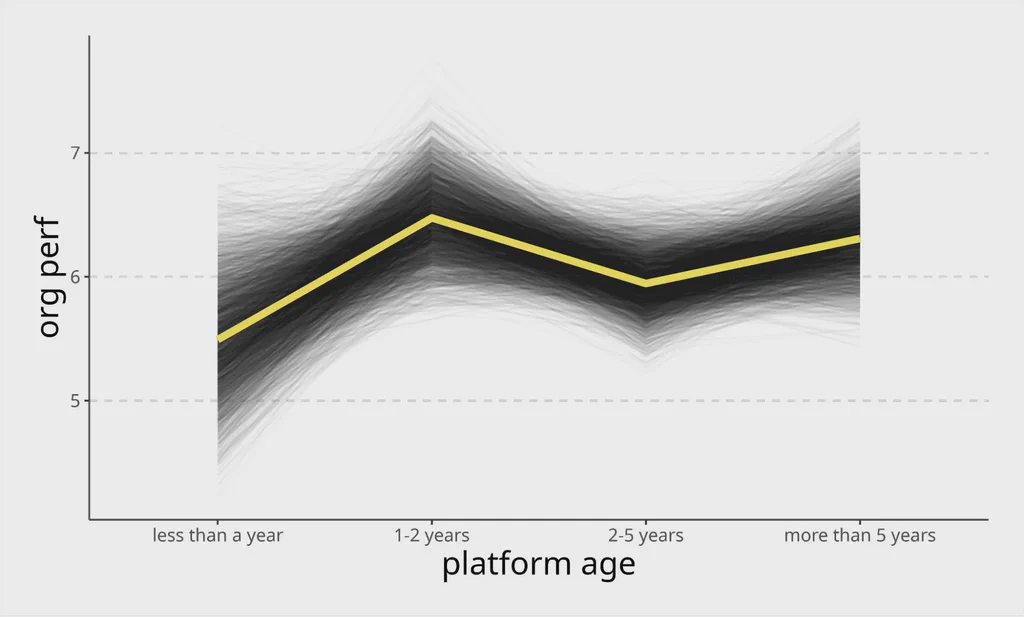 7
6
5
org perf
less than a year
1-2 years
2-5 years
more than 5 years
platform age